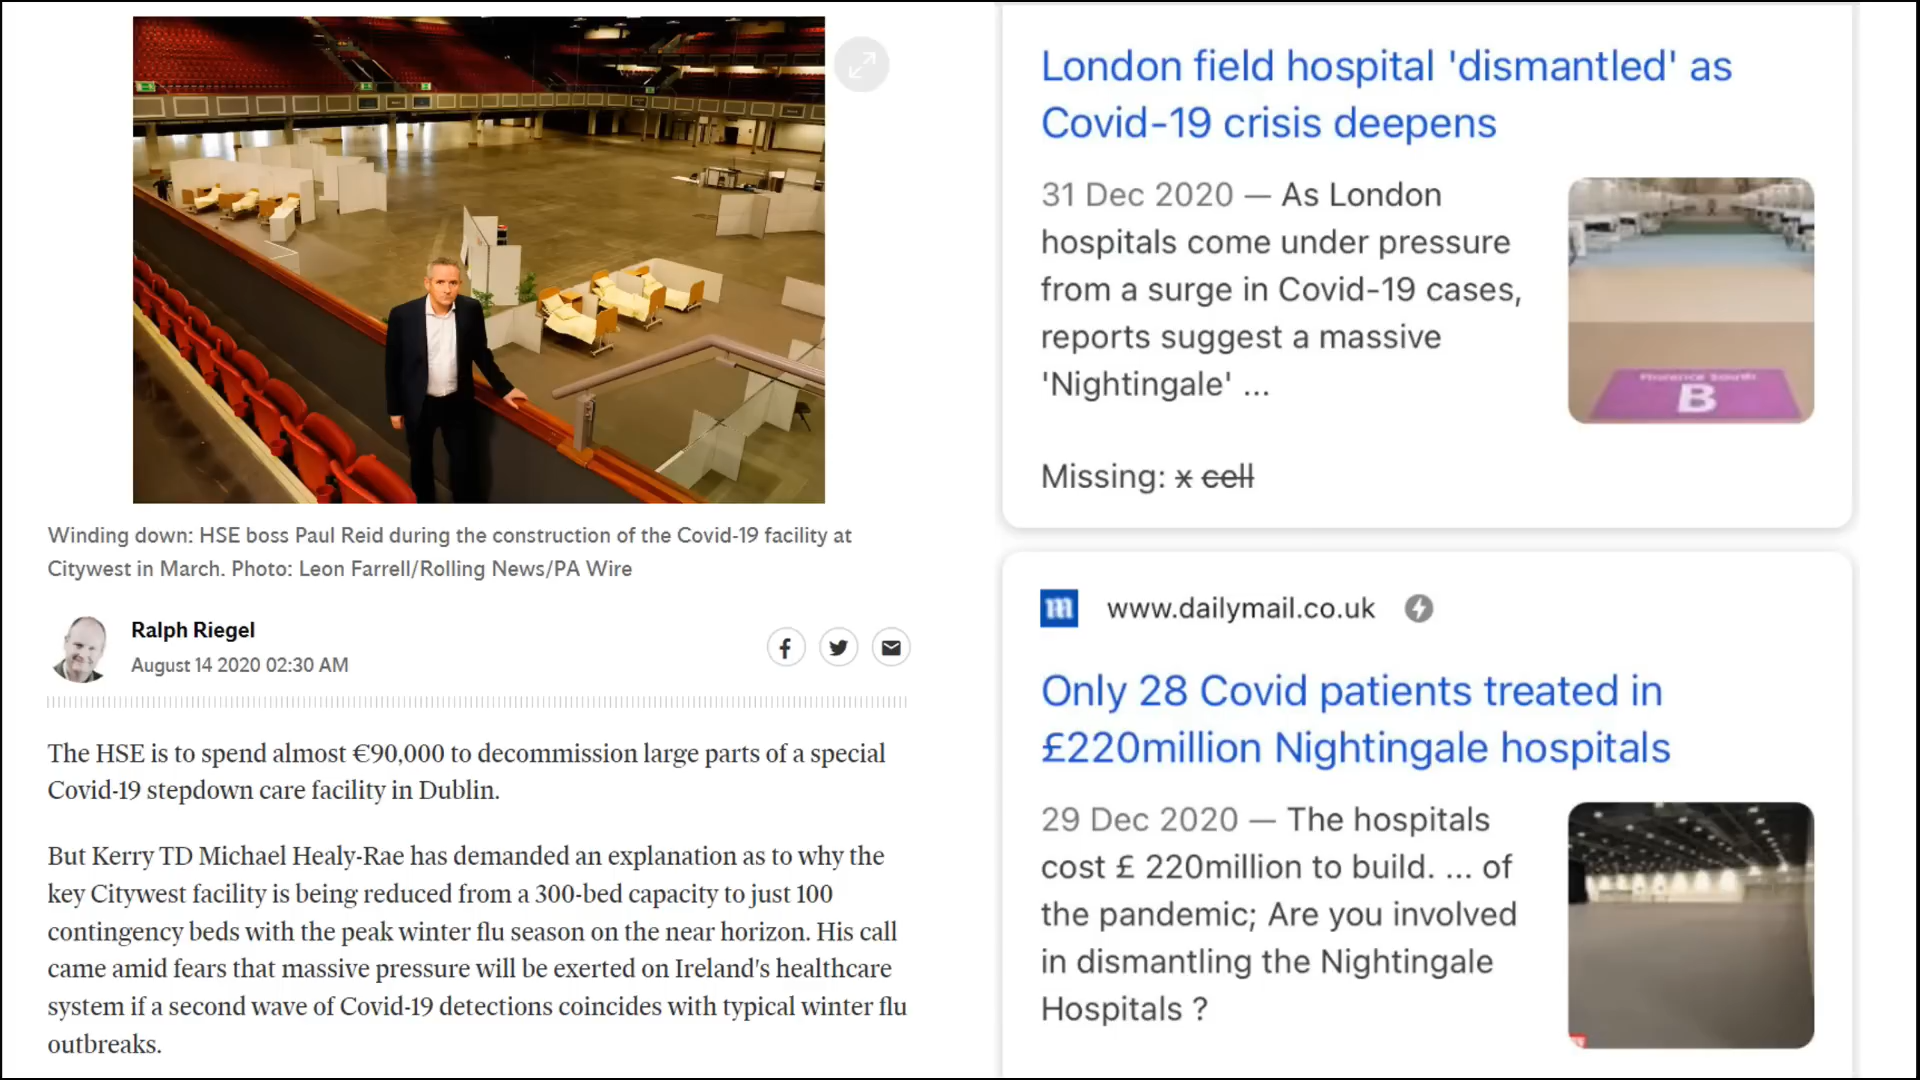 Winding down: HSE boss Paul Reid during the construction of the Covid-19 facility at
Citywest in March. Photo: Leon Farrell/Rolling News/PA Wire
Ralph Riegel
August 14 2020 02:30 AM
The HSE is to spend almost €90,000 to decommission large parts of a special
Covid-19 stepdown care facility in Dublin.
But Kerry TD Michael Healy-Rae has demanded an explanation as to why the
key Citywest facility is being reduced from a 300-bed capacity to just 100
contingency beds with the peak winter flu season on the near horizon. His call
came amid fears that massive pressure will be exerted on Ireland's healthcare
system if a second wave of Covid-19 detections coincides with typical winter flu
outbreaks.
London field hospital 'dismantled' as
Covid-19 crisis deepens
31 Dec 2020 — As London
hospitals come under pressure
from a surge in Covid-19 cases,
reports suggest a massive
'Nightingale' ...
Florence South
B
Missing: x cell
m www.dailymail.co.uk
Only 28 Covid patients treated in
£220million Nightingale hospitals
29 Dec 2020 — The hospitals
cost £ 220million to build. ... of
the pandemic; Are you involved
in dismantling the Nightingale
Hospitals ?